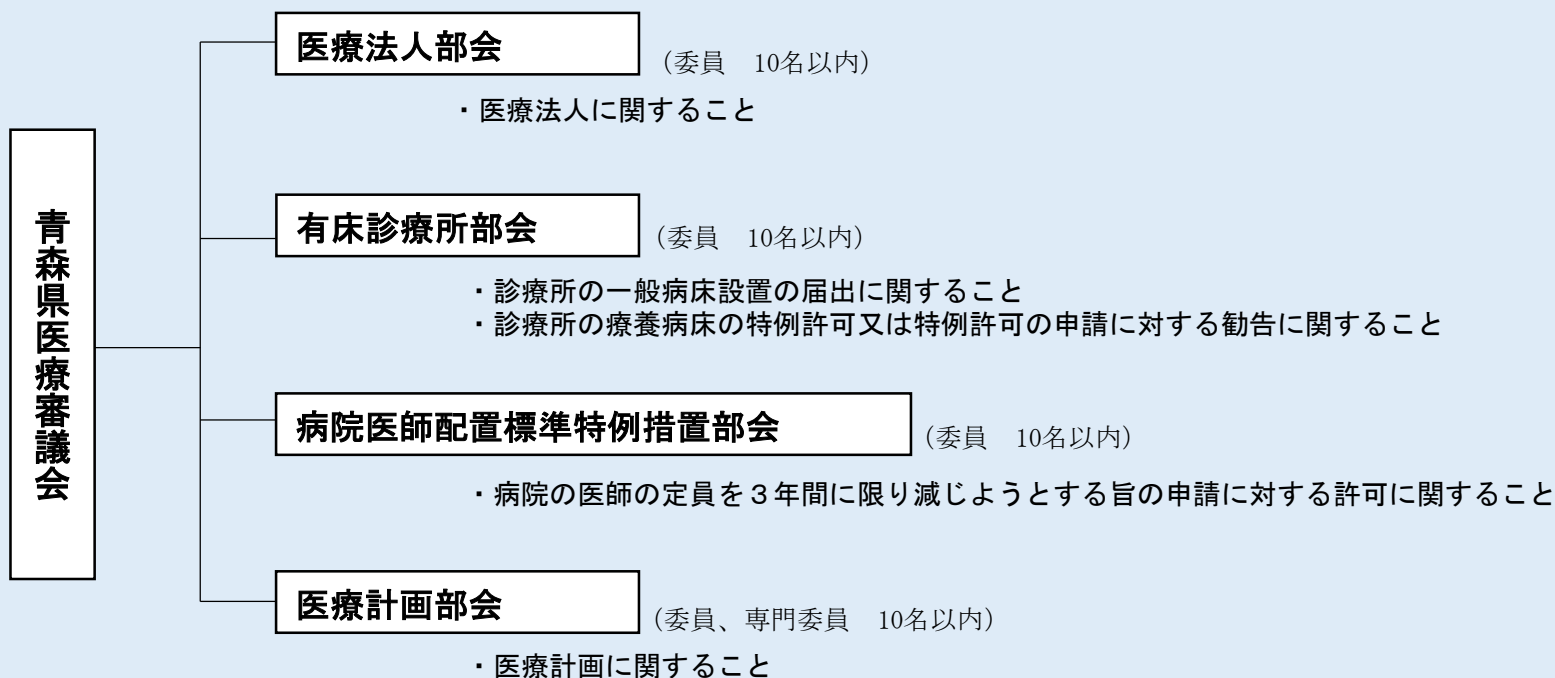 青森県医療審議会
医療法人部会
（委員　10名以内）
・医療法人に関すること
有床診療所部会
（委員　10名以内）
・診療所の一般病床設置の届出に関すること
・診療所の療養病床の特例許可又は特例許可の申請に対する勧告に関すること
病院医師配置標準特例措置部会
（委員　10名以内）
・病院の医師の定員を３年間に限り減じようとする旨の申請に対する許可に関すること
医療計画部会
（委員、専門委員　10名以内）
・医療計画に関すること